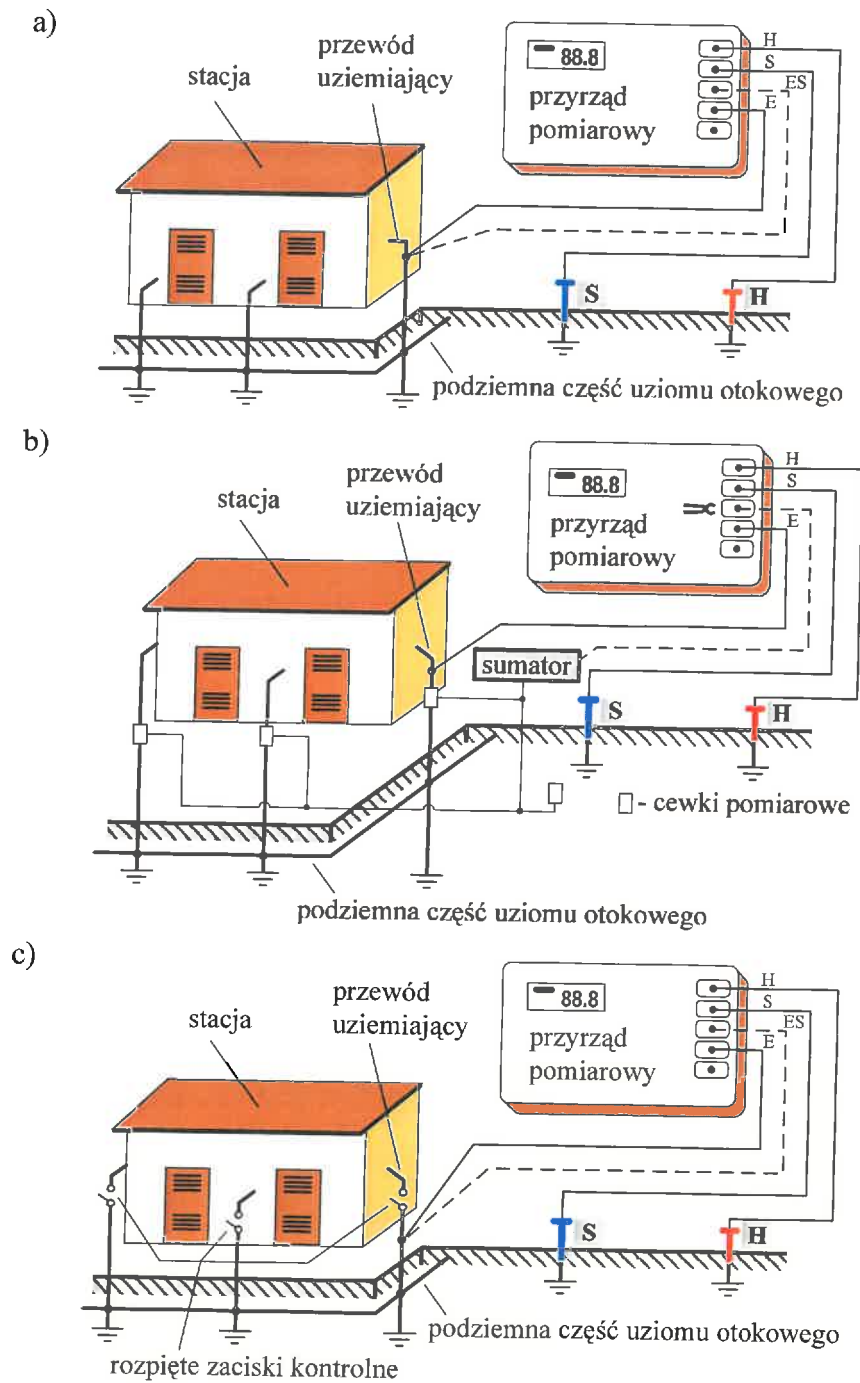 a)
przewód
uziemiający
stacja
88.8
przyrząd
pomiarowy
H
S
ES
E
S
H
podziemna część uziomu otokowego
b)
przewód
uziemiający
stacja
88.8
przyrząd
pomiarowy
H
S
E
sumator
S
H
- cewki pomiarowe
podziemna część uziomu otokowego
c)
przewód
uziemiający
stacja
88.8
przyrząd
pomiarowy
H
S
ES
E
S
H
podziemna część uziomu otokowego
rozpięte zaciski kontrolne